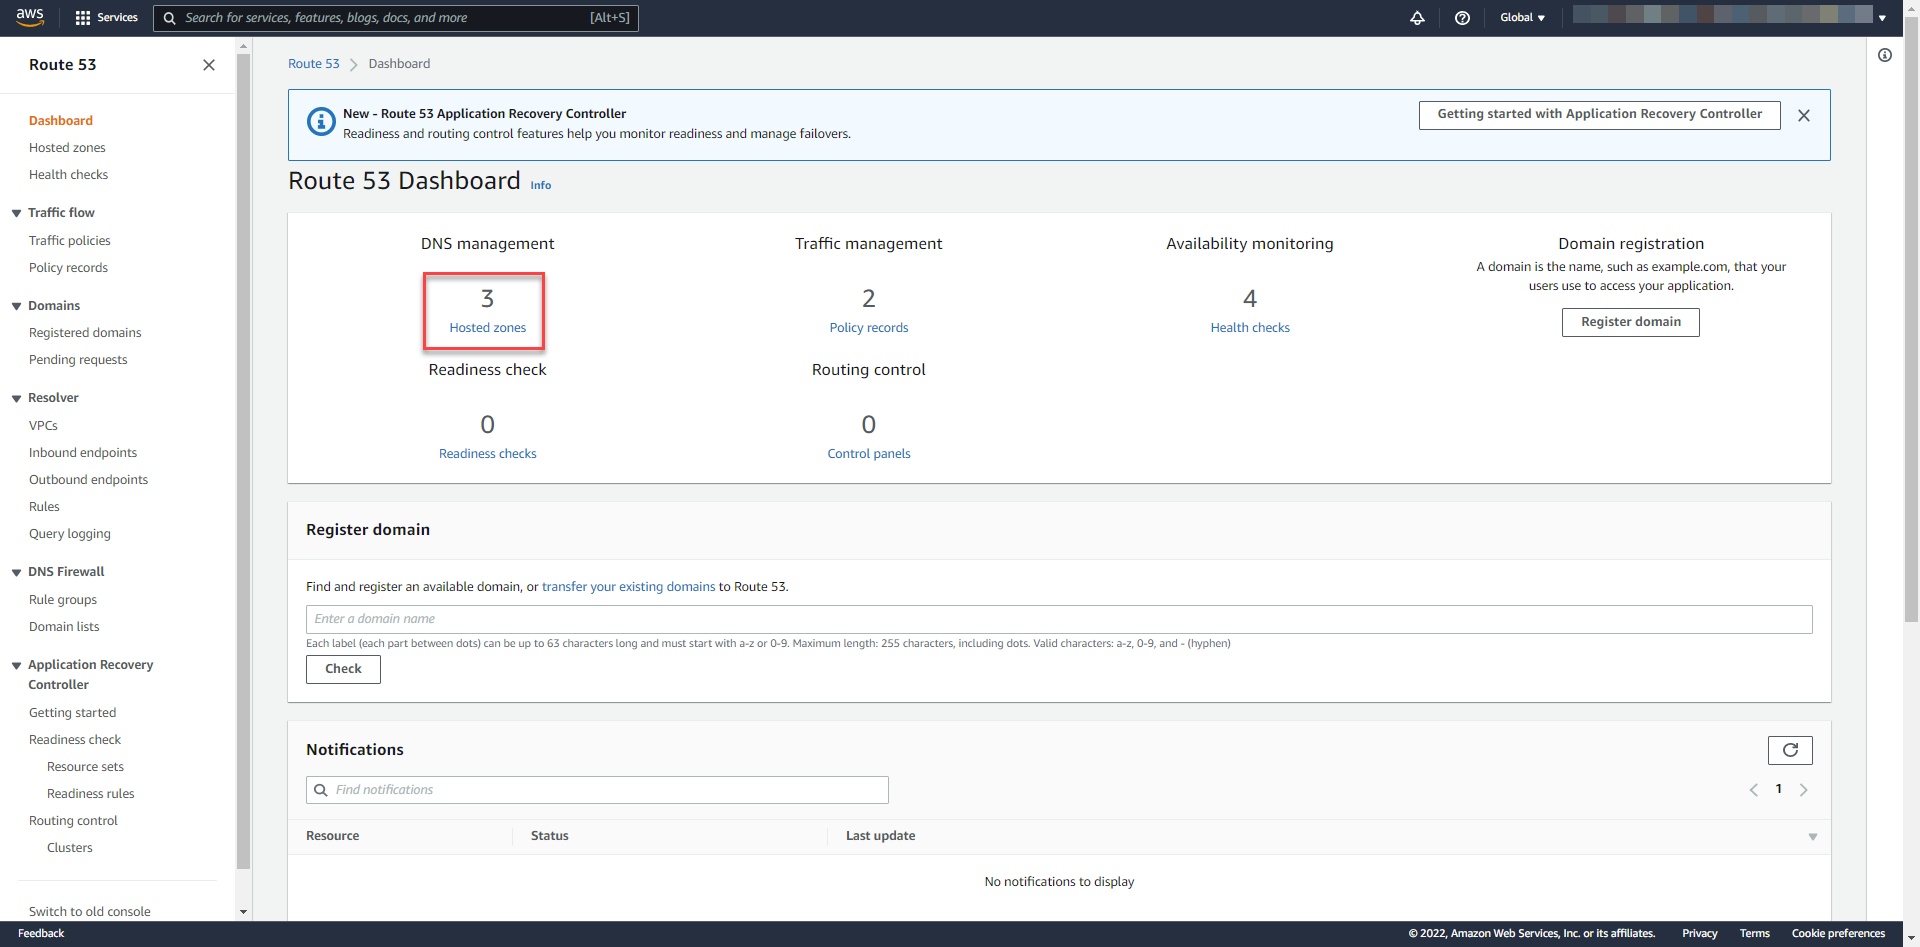 aws
Services
Search for services, features, blogs, docs, and more
[Alt+S]
Global
Route 53
Dashboard
Hosted zones
Health checks
Traffic flow
Traffic policies
Policy records
Domains
Registered domains
Pending requests
Resolver
VPCs
Inbound endpoints
Outbound endpoints
Rules
Query logging
DNS Firewall
Rule groups
Domain lists
Application Recovery
Controller
Getting started
Readiness check
Resource sets
Readiness rules
Routing control
Clusters
Switch to old console
Route 53 Dashboard
New - Route 53 Application Recovery Controller
Readiness and routing control features help you monitor readiness and manage failovers.
Getting started with Application Recovery Controller
Route 53 Dashboard Info
DNS management
3
Hosted zones
Traffic management
2
Policy records
Availability monitoring
4
Health checks
Domain registration
A domain is the name, such as example.com, that your
users use to access your application.
Register domain
Readiness check
0
Readiness checks
Routing control
0
Control panels
Register domain
Find and register an available domain, or transfer your existing domains to Route 53.
Enter a domain name
Each label (each part between dots) can be up to 63 characters long and must start with a-z or 0-9. Maximum length: 255 characters, including dots. Valid characters: a-z, 0-9, and - (hyphen)
Check
Notifications
Find notifications
1
Resource Status Last update
No notifications to display
Feedback
© 2022, Amazon Web Services, Inc. or its affiliates. Privacy Terms Cookie preferences